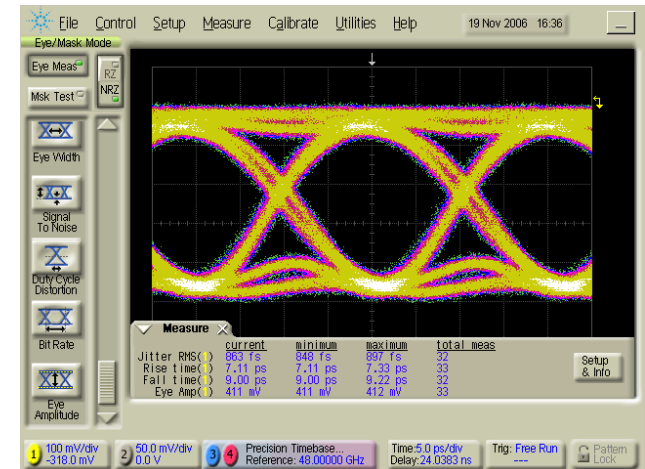 File Control Setup Measure Calibrate Utilities Help 19 Nov 2006 16:36
Eye/Mask Mode
Eye Meas
RZ
NRZ
Msk Test
Eye Width
Signal
To Noise
Duty Cycle
Distortion
Bit Rate
Eye
Amplitude
Measure
current minimum maximum total meas
Jitter RMS(1) 863 fs 848 fs 897 fs 32
Rise time(1) 7.11 ps 7.11 ps 7.33 ps 33
Fall time(1) 9.00 ps 9.00 ps 9.22 ps 33
Eye Amp(1) 411 mV 411 mV 412 mV 33
Setup
& Info
1 100 mV/div
-318.0 mV
2 50.0 mV/div
0.0 V
3 4 Precision Timebase...
Reference: 48.00000 GHz
Time:5.0 ps/div
Delay:24.0383 ns
Trig: Free Run
---
Pattern
Lock